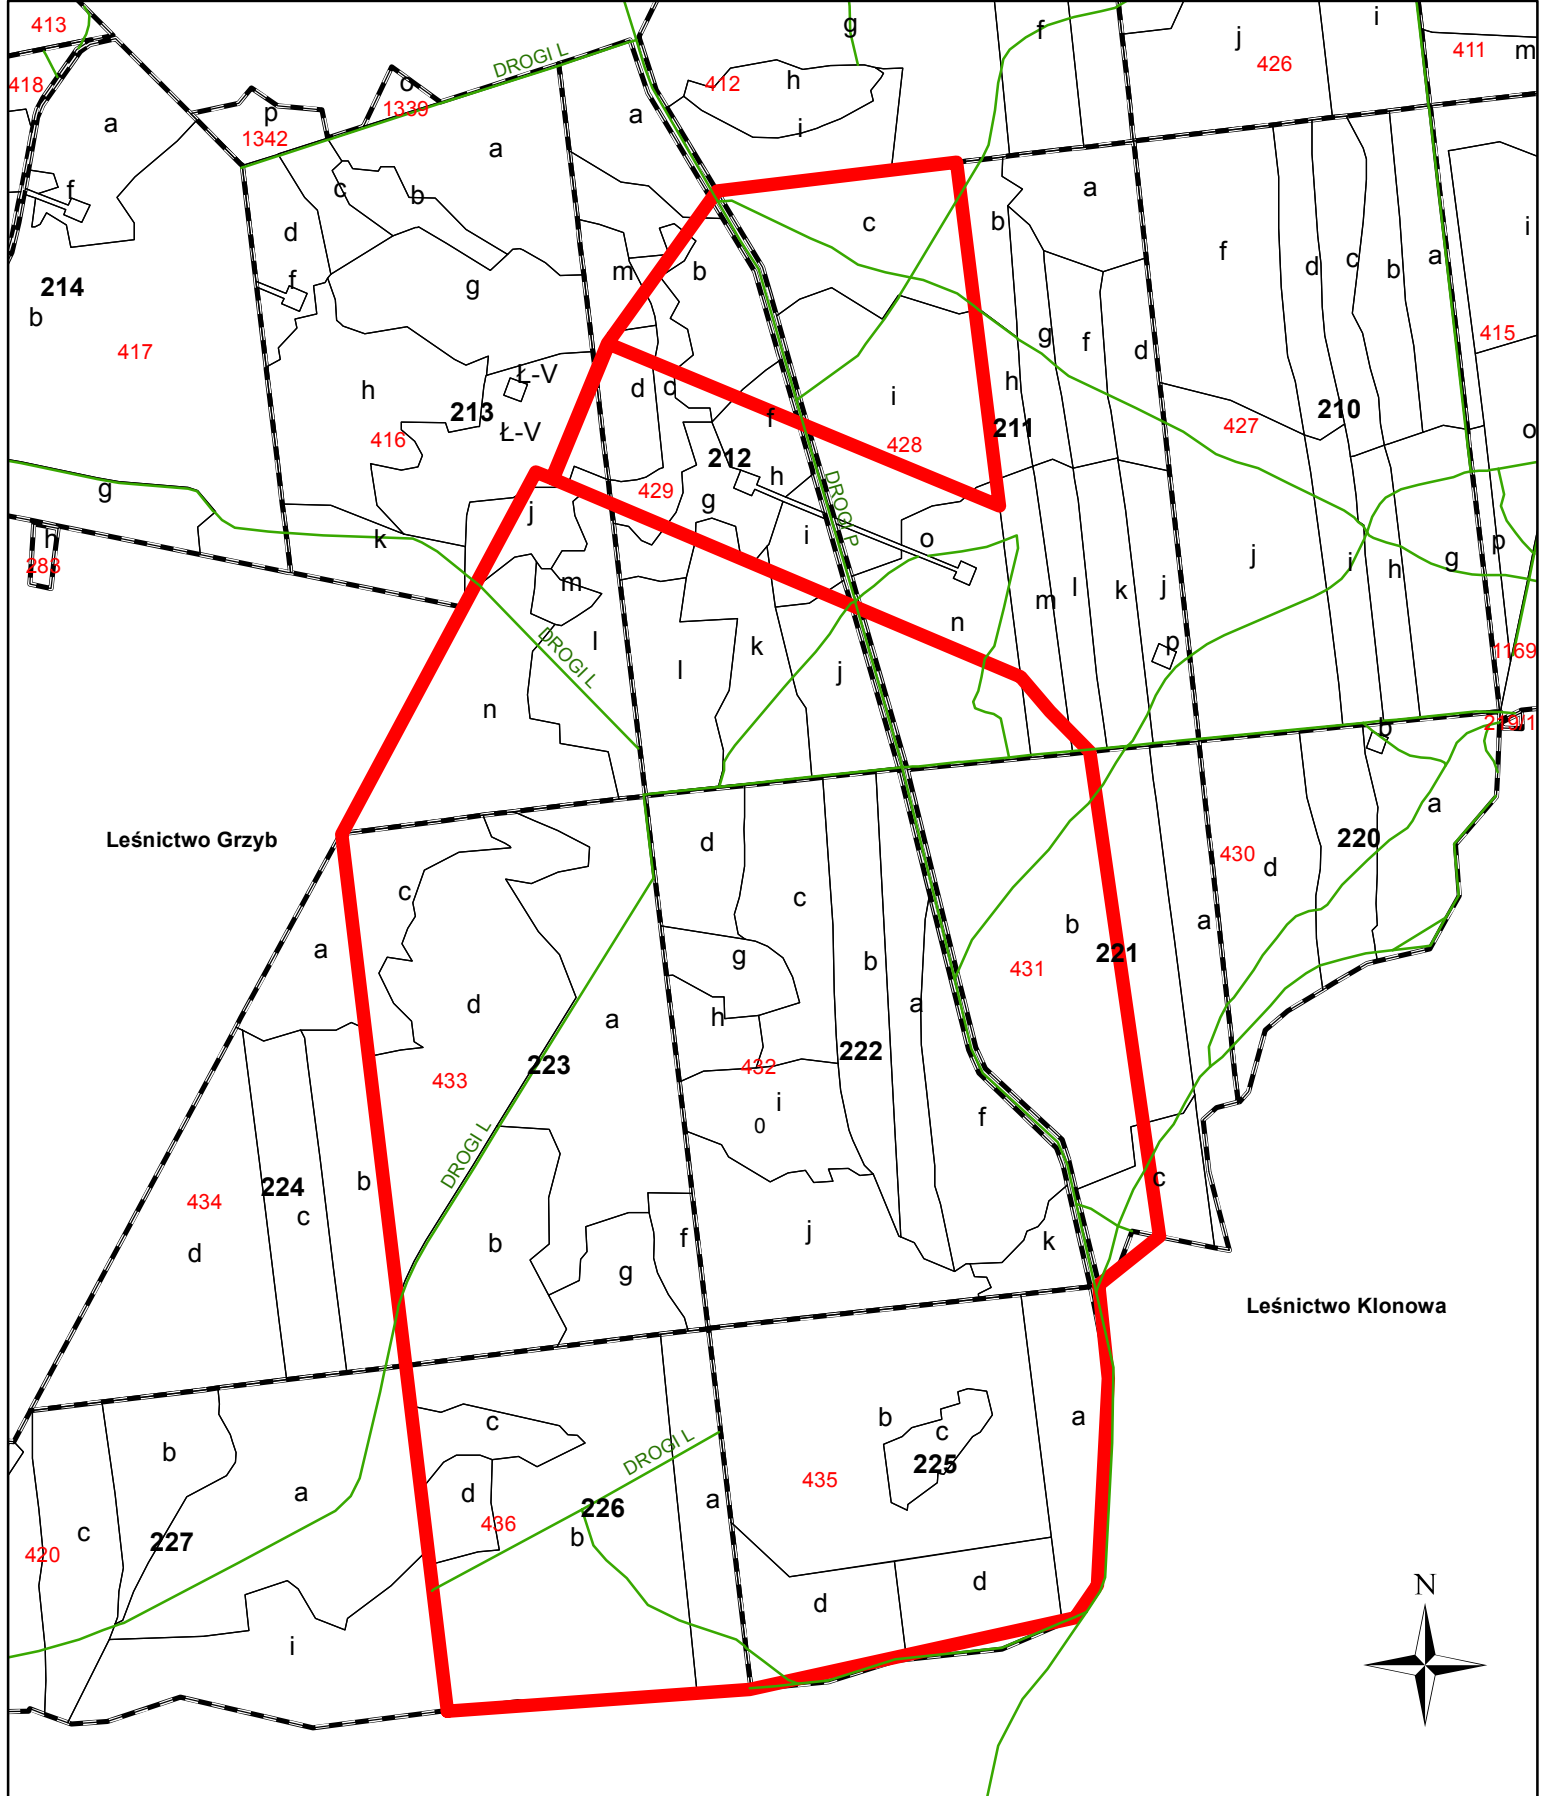 413
g
f
j
i
411
m
DROGI L
418
o
412
h
426
p
1339
a
a
1342
i
a
a
c
b
f
a
c
b
i
d
f
m
b
f
d
c
b
a
214
f
g
b
g
f
d
415
417
h
Ł-V
d
c
h
i
210
213
f
211
427
o
416
Ł-V
428
212
h
g
j
429
g
DROGI P
h
k
i
o
p
283
m
l
k
j
j
i
h
g
m
n
DROGI L
l
p
1169
l
k
j
n
219/1
b
a
Leśnictwo Grzyb
d
220
430
d
c
c
b
a
a
g
b
221
431
d
a
h
a
223
222
433
432
i
0
f
DROGI L
b
c
224
434
c
d
b
f
j
k
g
Leśnictwo Klonowa
c
b
c
a
b
DROGI L
225
a
d
a
435
226
436
c
227
b
420
d
d
N
i